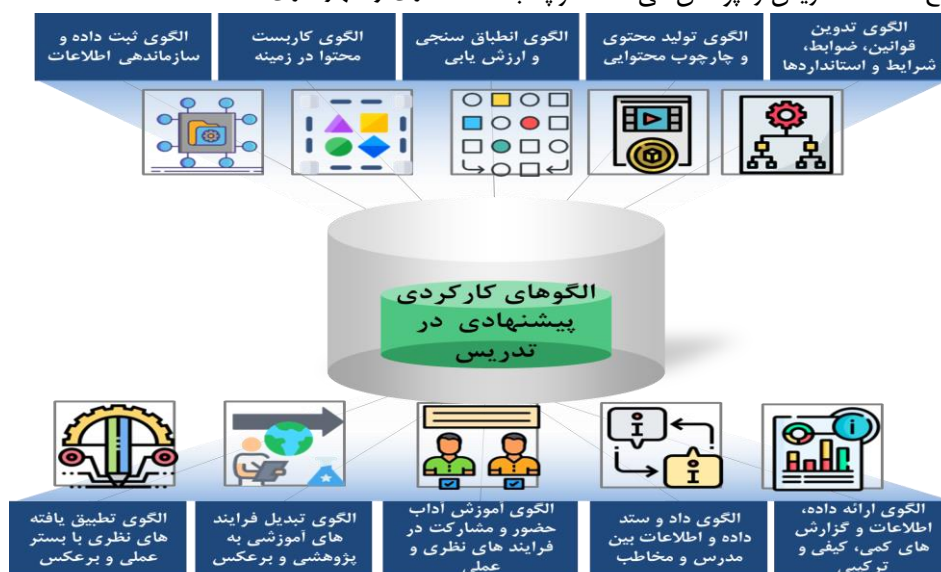 الگوی تدوین
قوانین، ضوابط،
شرایط و استانداردها
الگوی تولید محتوی
و چارچوب محتوایی
الگوی انطباق سنجی
و ارزش یابی
الگوی کاربست
محتوا در زمینه
الگوی ثبت داده و
سازماندهی اطلاعات
الگوهای کارکردی
پیشنهادی در
تدریس
الگوی ارائه داده،
اطلاعات و گزارش
های کمی، کیفی و
ترکیبی
الگوی داد و ستد
داده و اطلاعات بین
مدرس و مخاطب
الگوی آموزش آداب
حضور و مشارکت در
فرایند های نظری و
عملی
الگوی تبدیل فرایند
های آموزشی به
پژوهشی و برعکس
الگوی تطبیق یافته
های نظری با بستر
عملی و برعکس